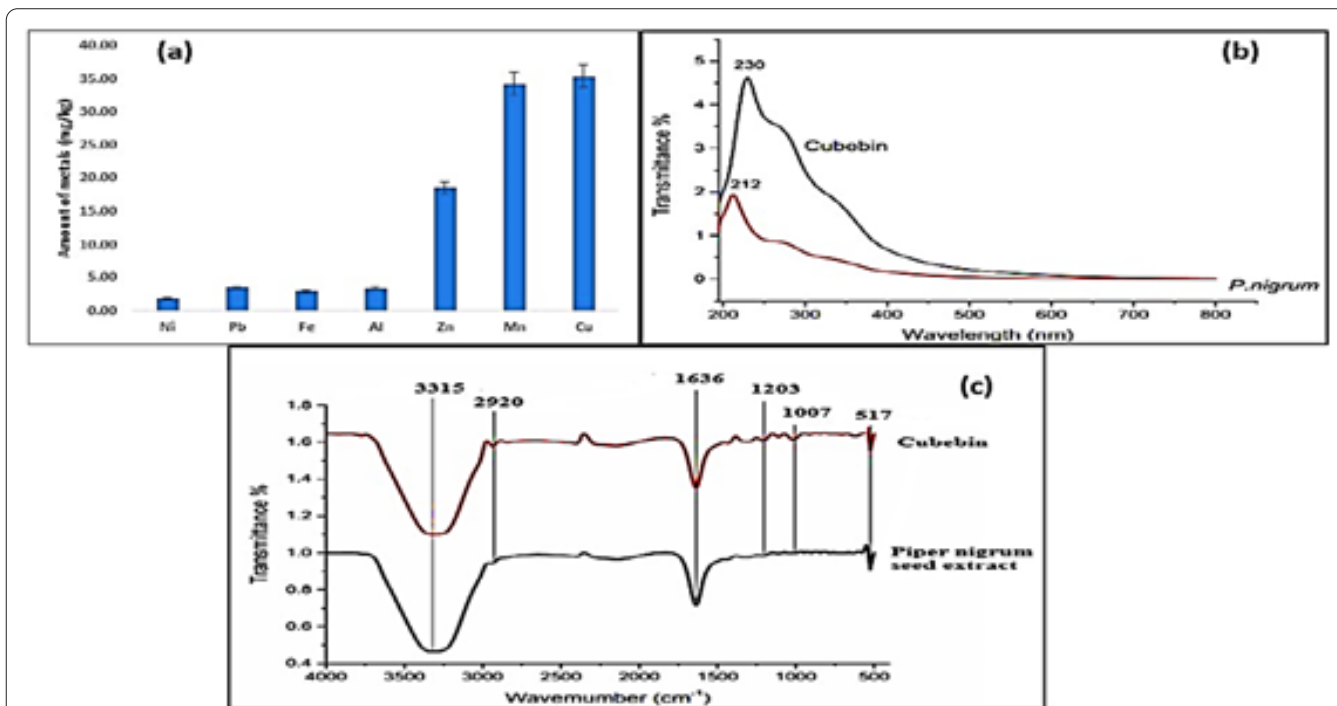 (a)
40.00
35.00
30.00
25.00
20.00
15.00
10.00
5.00
0.00
Amount of metals (mg/kg)
Ni Pb Fe Al Zn Mn Cu
(b)
5
4
3
2
1
0
Transmittance %
230
Cubobin
212
P.nigrum
200 300 400 500 600 700 800
Wavelength (nm)
(c)
3315
2920
1636
1203
1007
517
1.8
1.6
1.4
1.2
1.0
0.8
0.6
0.4
Transmittance %
Cubebin
Piper nigrum
seed extract
4000 3500 3000 2500 2000 1500 1000 500
Wavemumber (cm⁻¹)